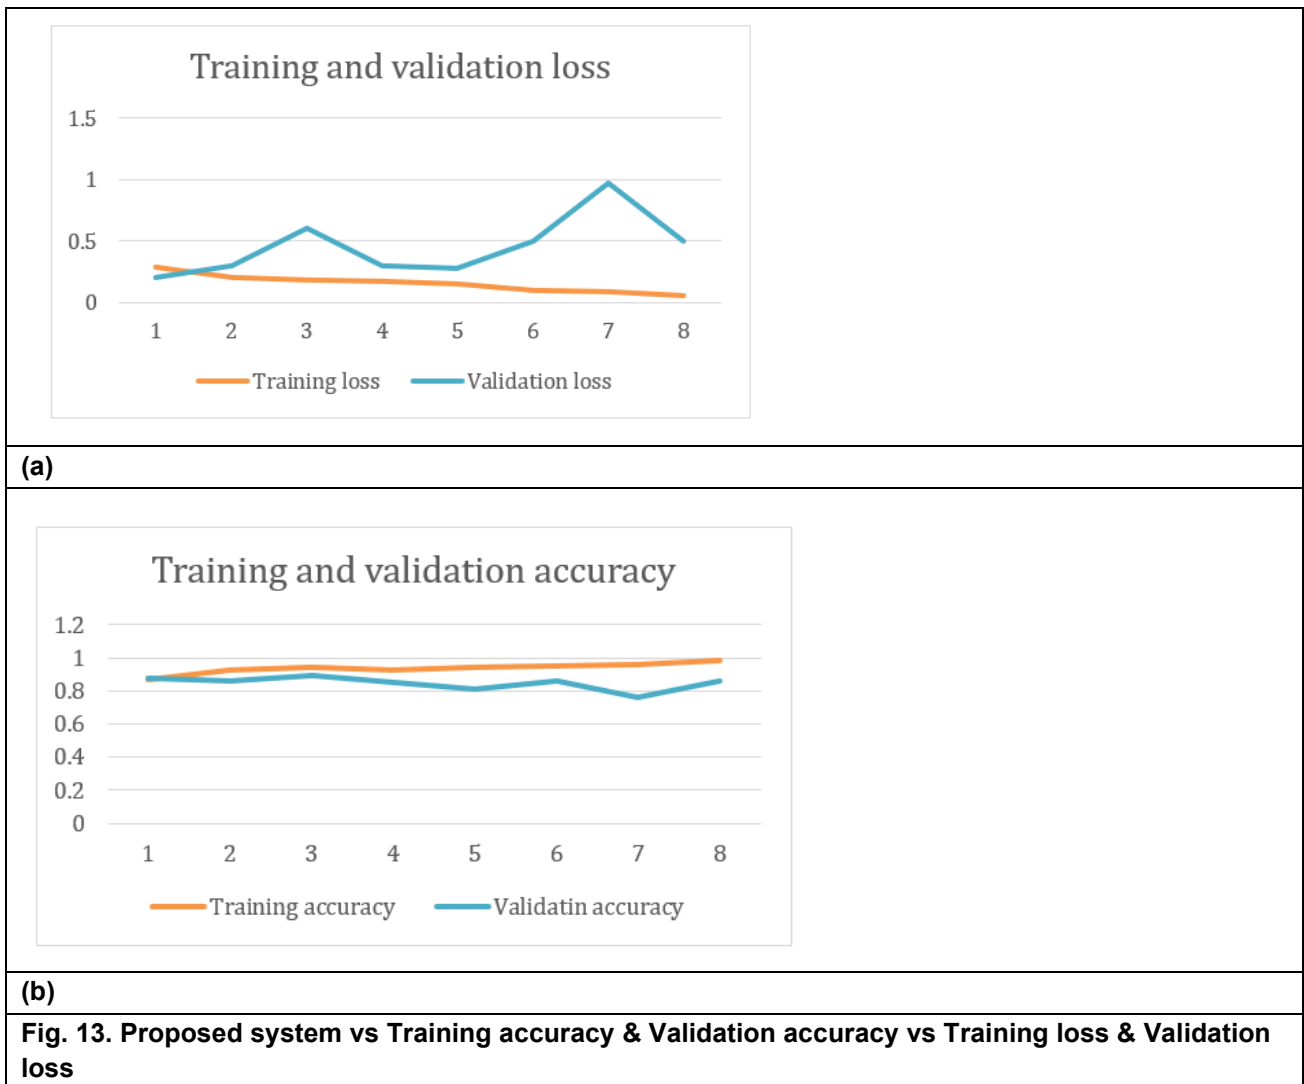 Training and validation loss
1.5
1
0.5
0
1 2 3 4 5 6 7 8
Training loss Validation loss
(a)
Training and validation accuracy
1.2
1
0.8
0.6
0.4
0.2
0
1 2 3 4 5 6 7 8
Training accuracy Validatin accuracy
(b)
Fig. 13. Proposed system vs Training accuracy & Validation accuracy vs Training loss & Validation
loss